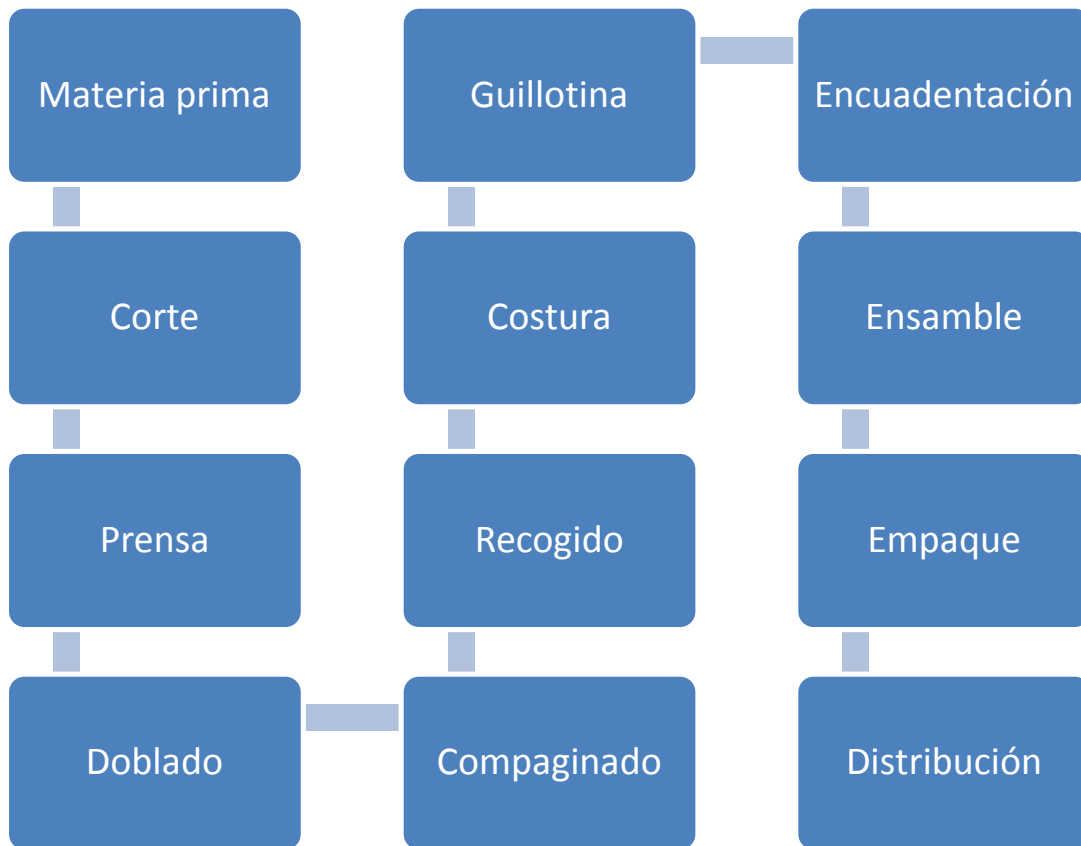 Materia prima
Corte
Prensa
Doblado
Compaginado
Recogido
Costura
Guillotina
Encuadentación
Ensamble
Empaque
Distribución